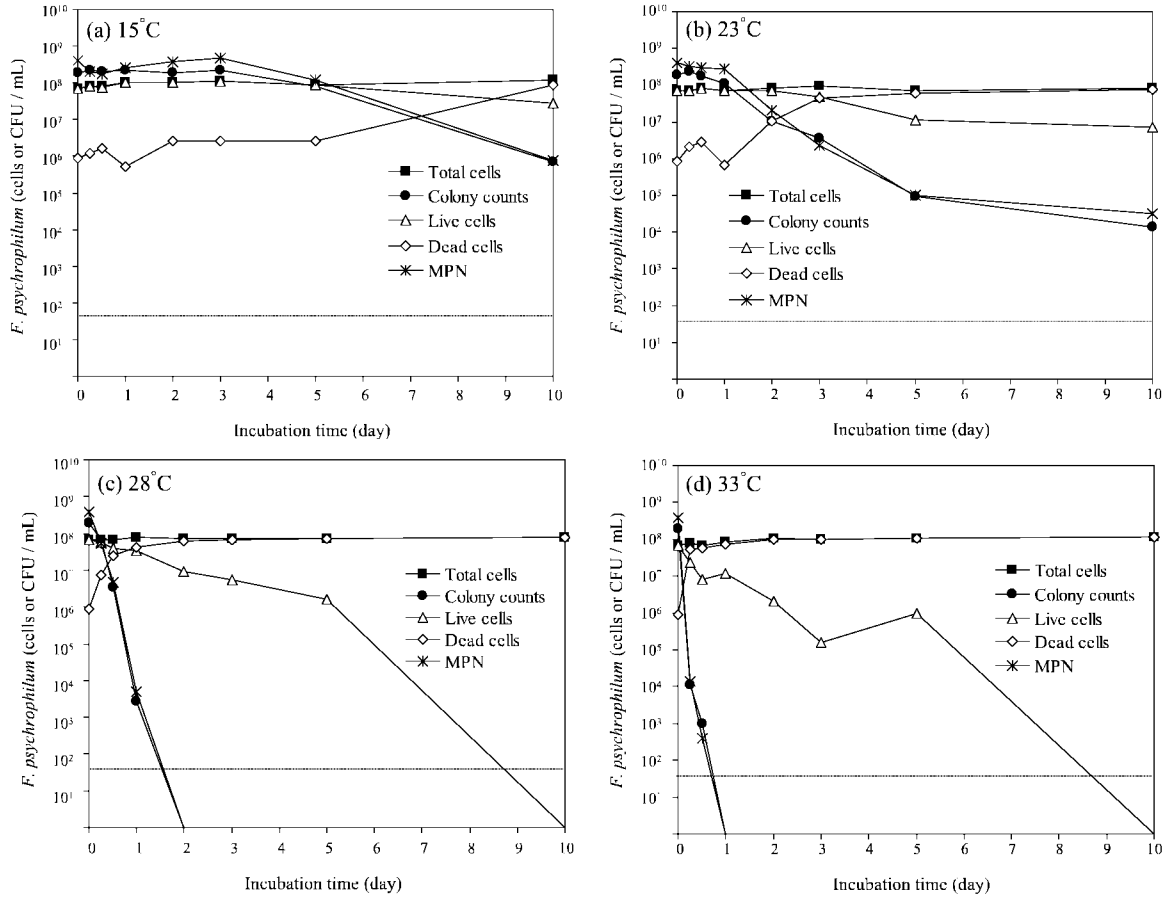 (a) 15°C
F. psychrophilum (cells or CFU / mL)
10¹⁰
10⁹
10⁸
10⁷
10⁶
10⁵
10⁴
10³
10²
10¹
Total cells
Colony counts
Live cells
Dead cells
MPN
0 1 2 3 4 5 6 7 8 9 10
Incubation time (day)
(b) 23°C
F. psychrophilum (cells or CFU / mL)
10¹⁰
10⁹
10⁸
10⁷
10⁶
10⁵
10⁴
10³
10²
10¹
Total cells
Colony counts
Live cells
Dead cells
MPN
0 1 2 3 4 5 6 7 8 9 10
Incubation time (day)
(c) 28°C
F. psychrophilum (cells or CFU / mL)
10¹⁰
10⁹
10⁸
10⁷
10⁶
10⁵
10⁴
10³
10²
10¹
Total cells
Colony counts
Live cells
Dead cells
MPN
0 1 2 3 4 5 6 7 8 9 10
Incubation time (day)
(d) 33°C
F. psychrophilum (cells or CFU / mL)
10¹⁰
10⁹
10⁸
10⁷
10⁶
10⁵
10⁴
10³
10²
10¹
Total cells
Colony counts
Live cells
Dead cells
MPN
0 1 2 3 4 5 6 7 8 9 10
Incubation time (day)